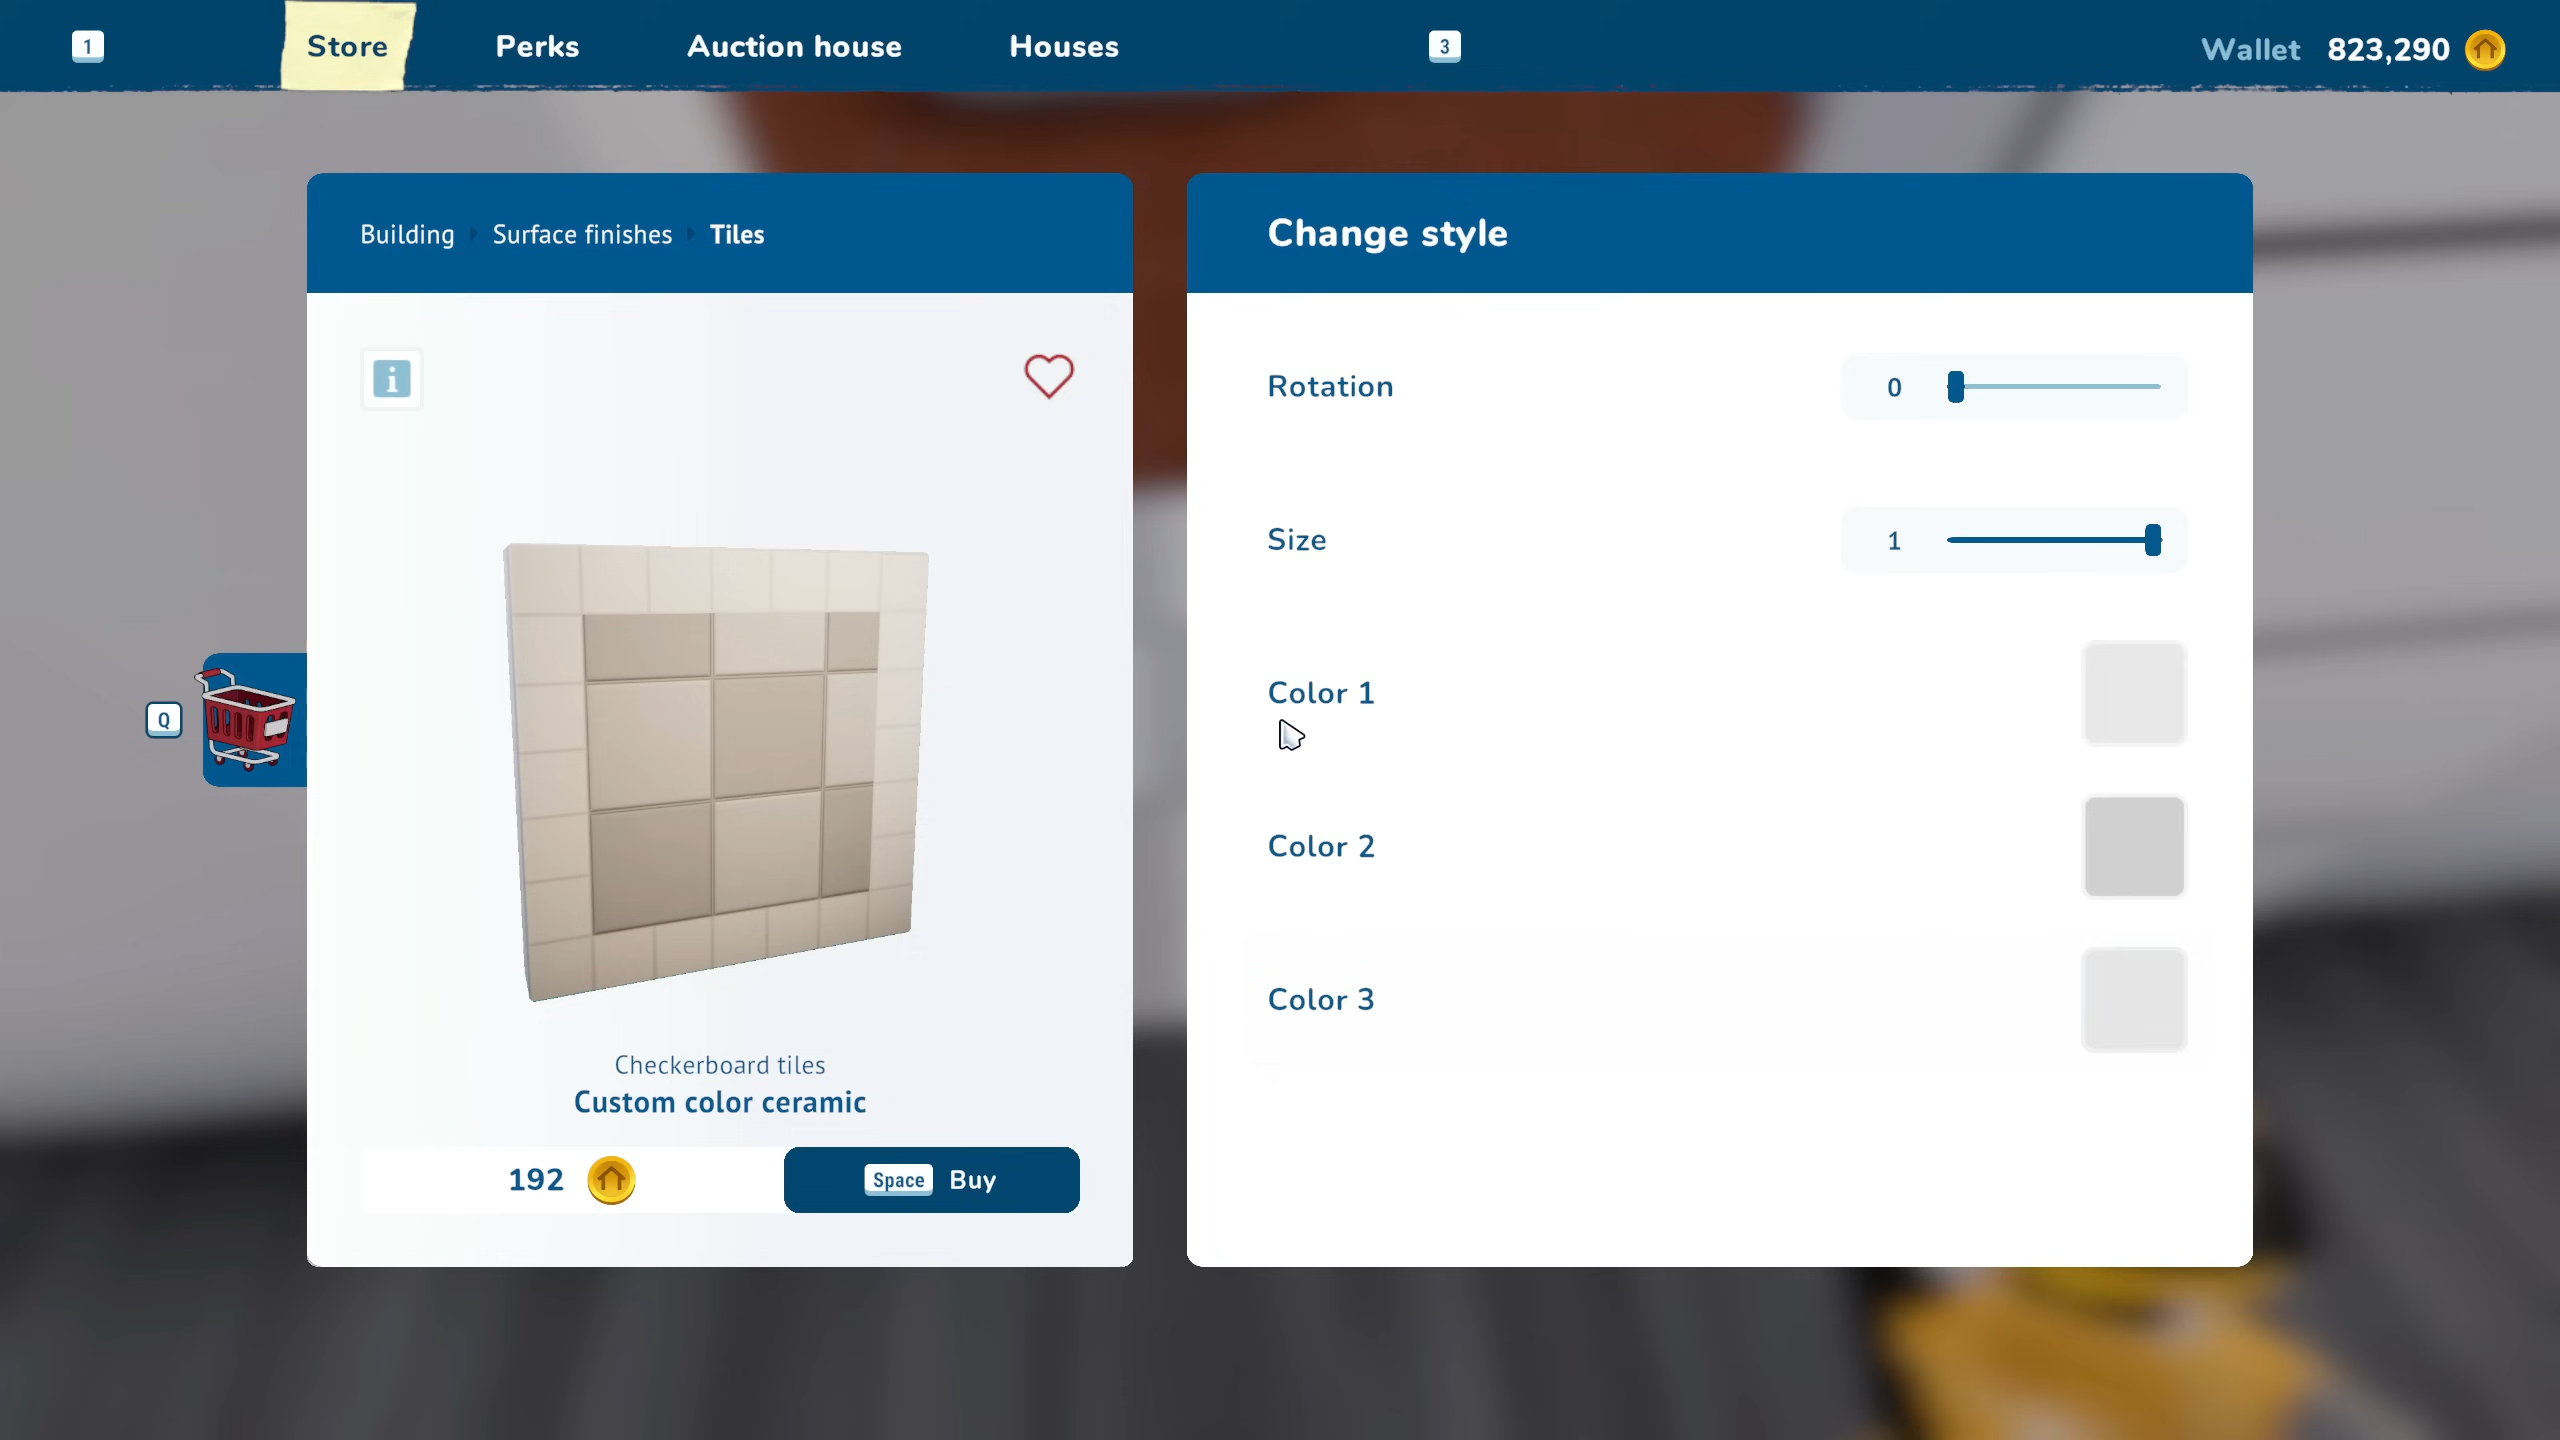 1
Store
Perks
Auction house
Houses
3
Wallet 823,290
Building Surface finishes Tiles
Change style
i
Rotation
0
Size
1
Q
Color 1
Color 2
Color 3
Checkerboard tiles
Custom color ceramic
192
Space Buy